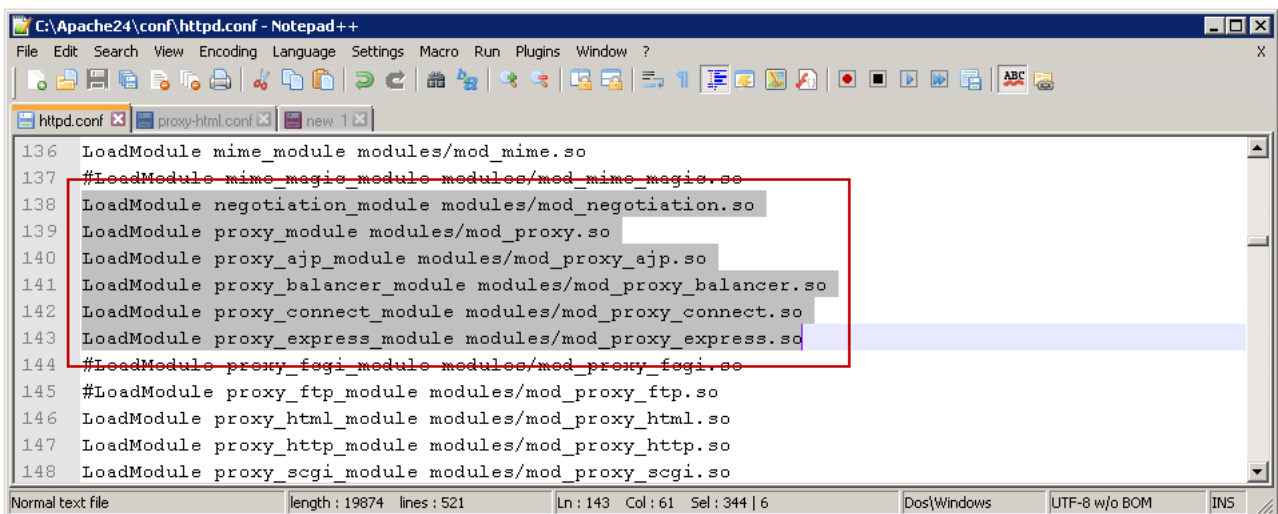 C:\Apache24\conf\httpd.conf - Notepad++
File Edit Search View Encoding Language Settings Macro Run Plugins Window ? X
ABC
httpd.conf proxy-html.conf new 1
136 LoadModule mime_module modules/mod_mime.so
137 #LoadModule mime_magic_module modules/mod_mime_magic.so
138 LoadModule negotiation_module modules/mod_negotiation.so
139 LoadModule proxy_module modules/mod_proxy.so
140 LoadModule proxy_ajp_module modules/mod_proxy_ajp.so
141 LoadModule proxy_balancer_module modules/mod_proxy_balancer.so
142 LoadModule proxy_connect_module modules/mod_proxy_connect.so
143 LoadModule proxy_express_module modules/mod_proxy_express.so
144 #LoadModule proxy_fcgi_module modules/mod_proxy_fcgi.so
145 #LoadModule proxy_ftp_module modules/mod_proxy_ftp.so
146 LoadModule proxy_html_module modules/mod_proxy_html.so
147 LoadModule proxy_http_module modules/mod_proxy_http.so
148 LoadModule proxy_scgi_module modules/mod_proxy_scgi.so
Normal text file length : 19874 lines : 521 Ln : 143 Col : 61 Sel : 344 | 6 Dos\Windows UTF-8 w/o BOM INS